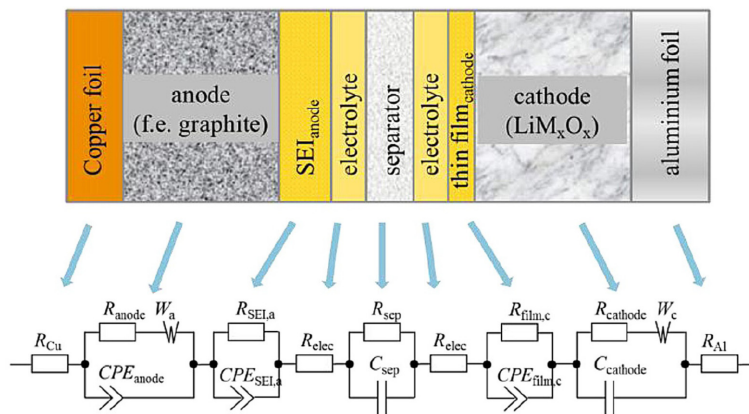 Copper foil
anode
(f.e. graphite)
SEIanode
electrolyte
separator
electrolyte
thin filmcathode
cathode
(LiMxOx)
aluminium foil
RCu
Ranode
Wa
CPEanode
RSEI,a
CPESEI,a
Relec
Rsep
Csep
Relec
Rfilm,c
CPEfilm,c
Rcathode
Wc
Ccathode
RAl